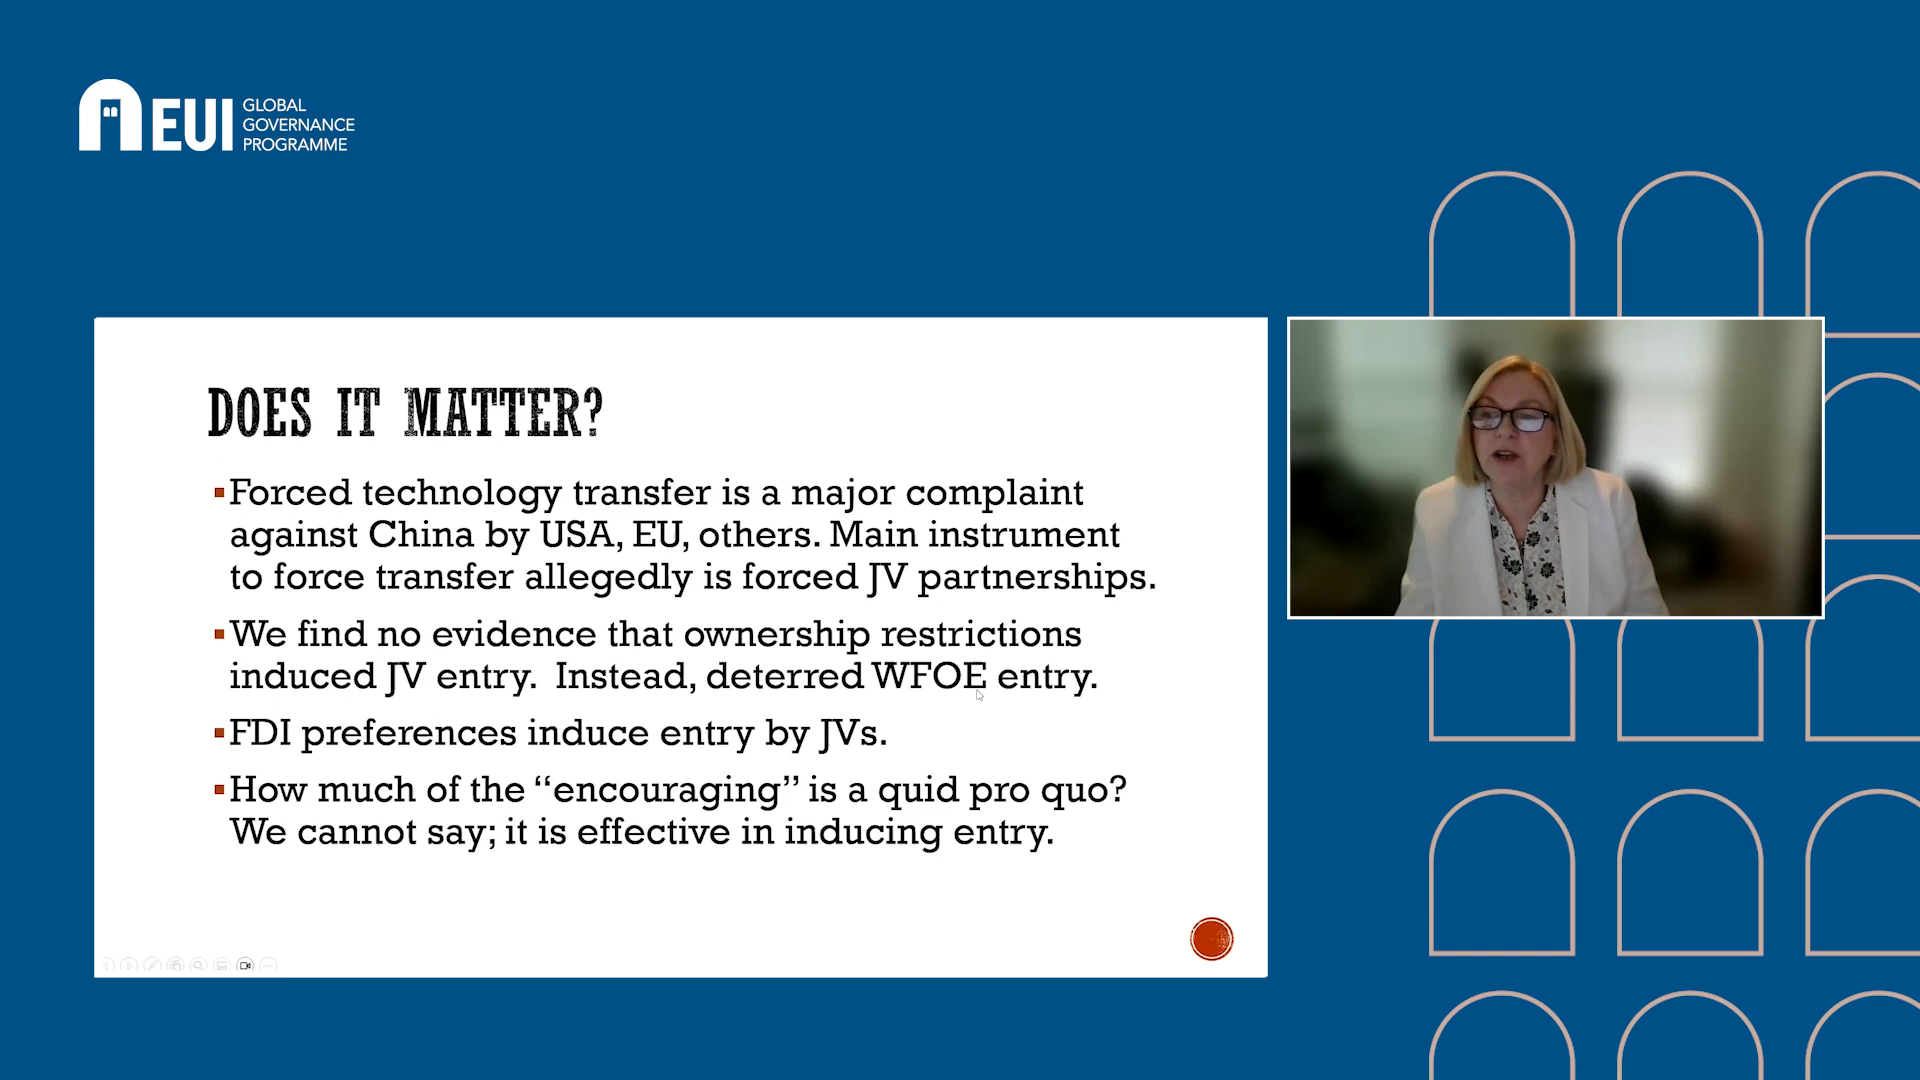 EUI
GLOBAL
GOVERNANCE
PROGRAMME
DOES IT MATTER?
Forced technology transfer is a major complaint
against China by USA, EU, others. Main instrument
to force transfer allegedly is forced JV partnerships.
We find no evidence that ownership restrictions
induced JV entry. Instead, deterred WFOE entry.
FDI preferences induce entry by JVs.
How much of the “encouraging” is a quid pro quo?
We cannot say; it is effective in inducing entry.